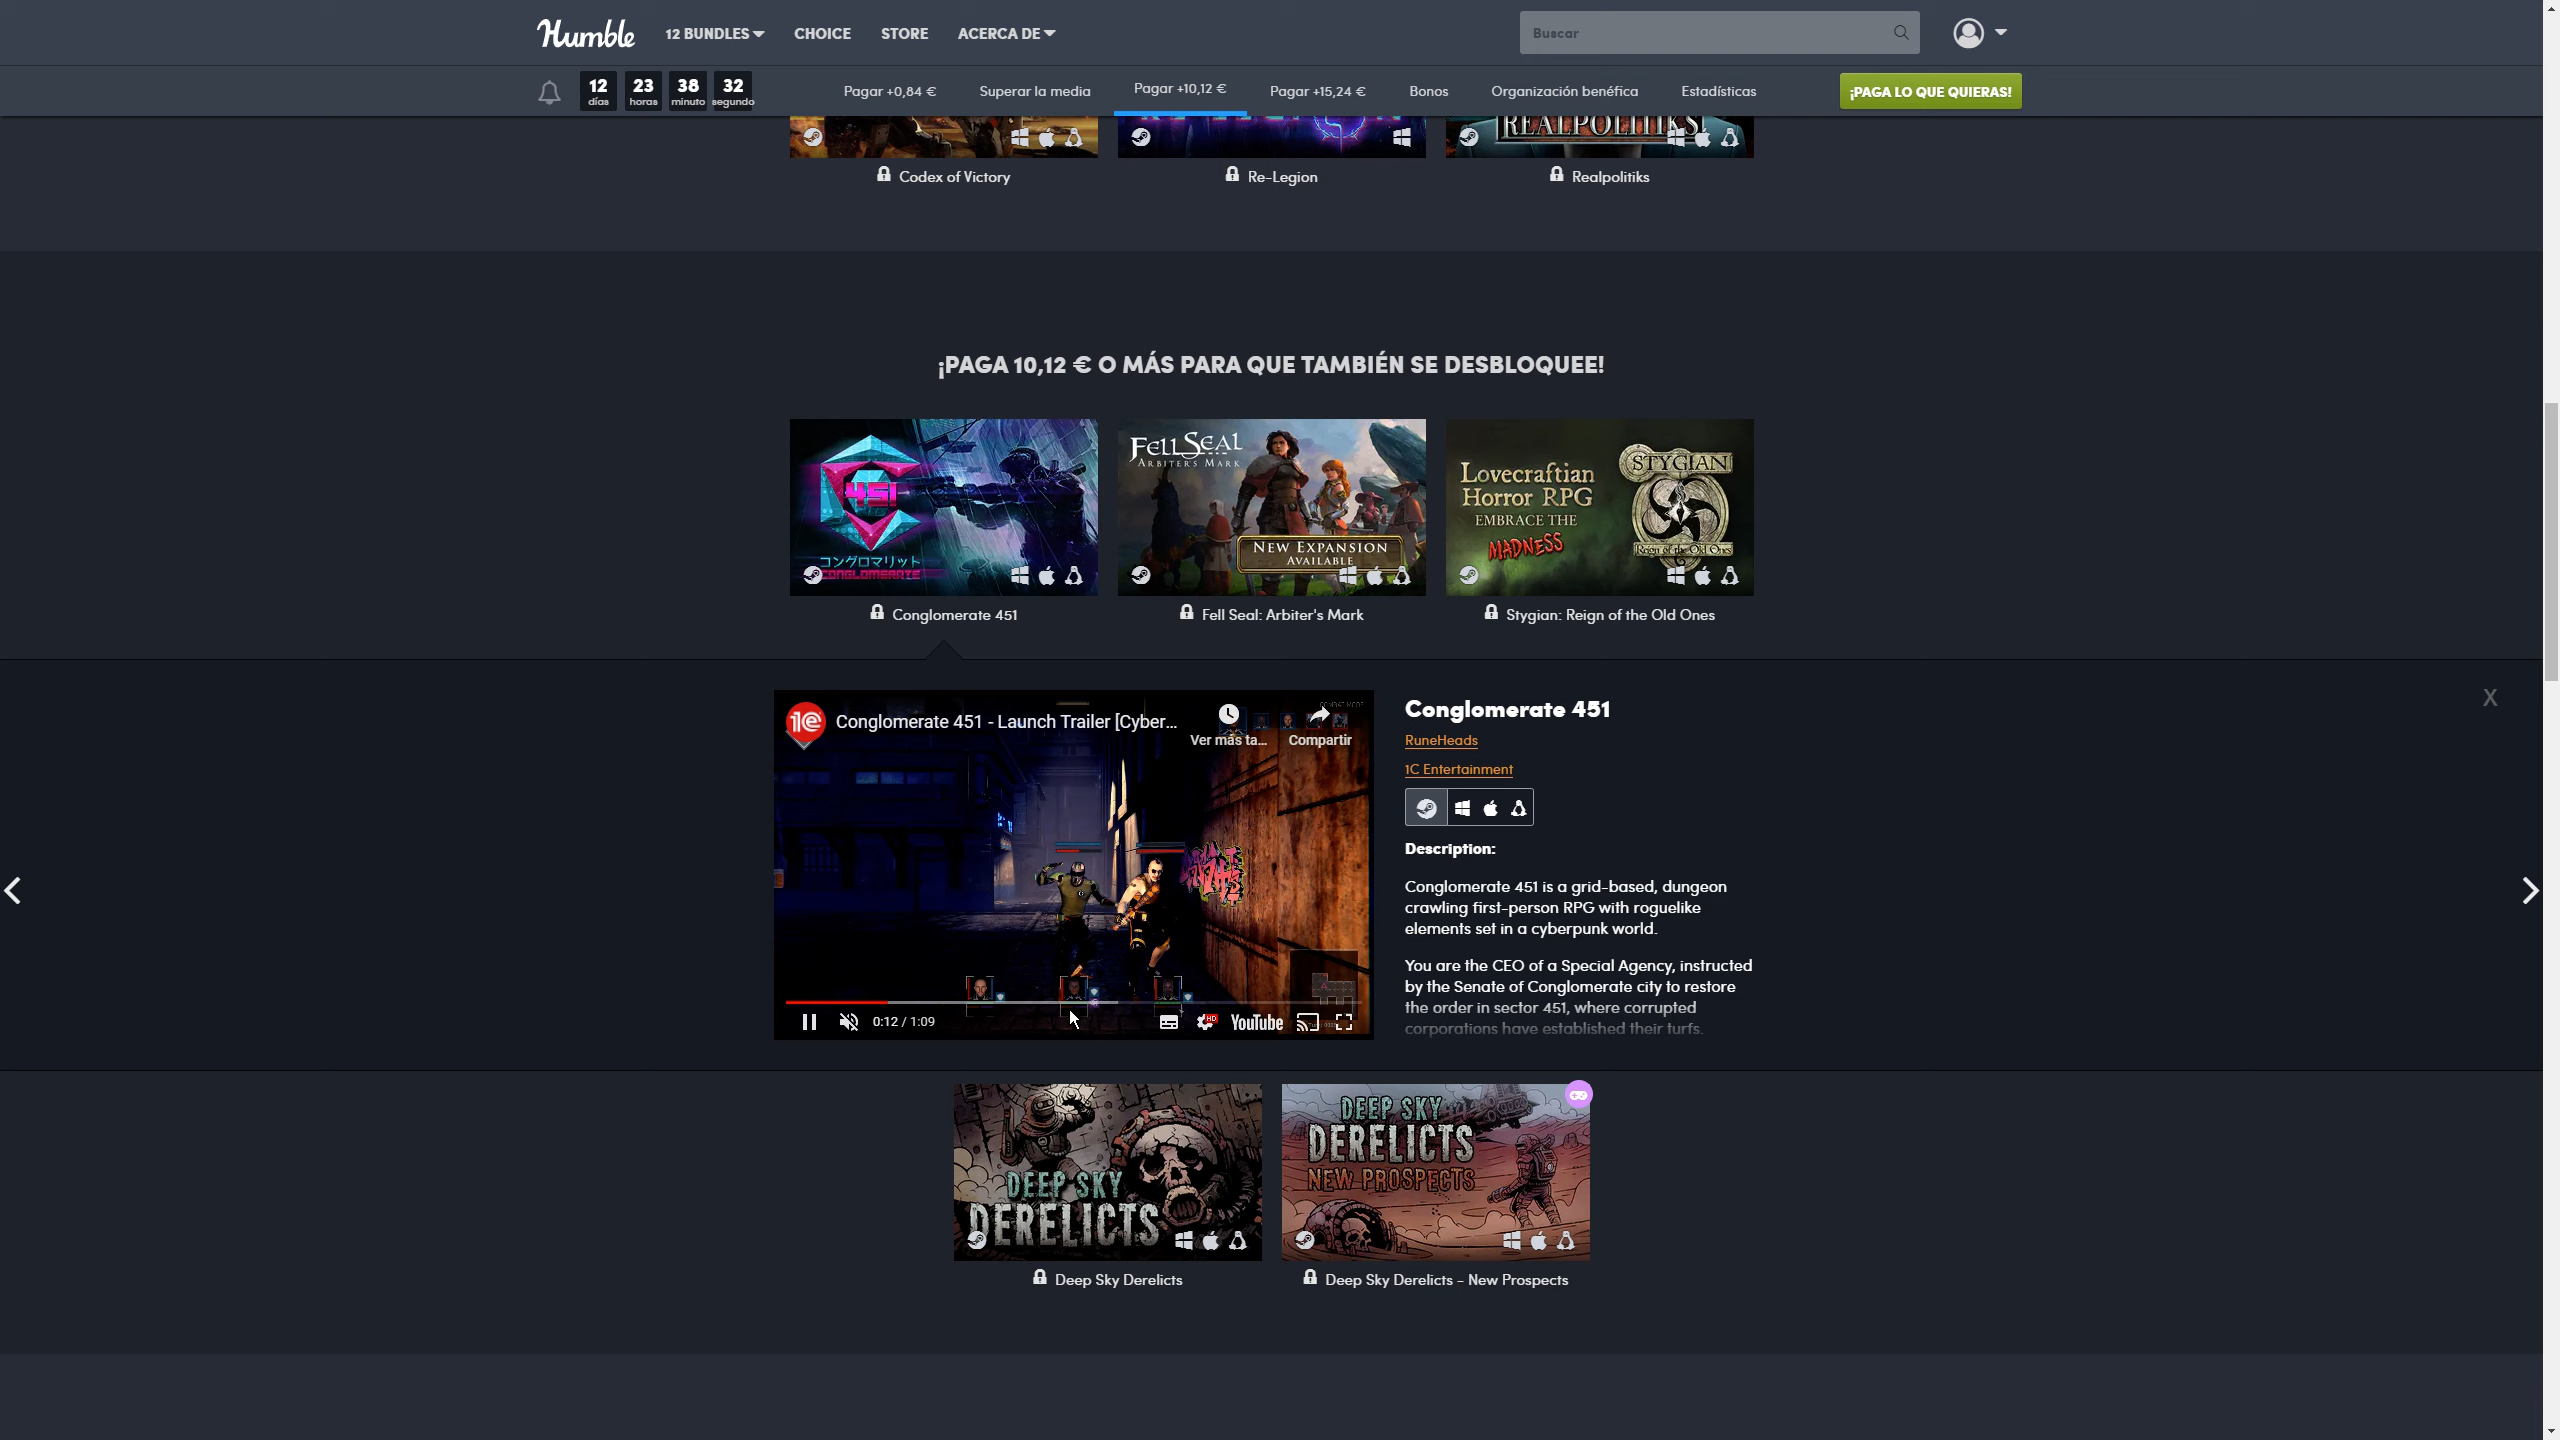 Humble
12 BUNDLES
CHOICE
STORE
ACERCA DE
Buscar
12
días
23
horas
38
minuto
32
segundo
Pagar +0,84 €
Superar la media
Pagar +10,12 €
Pagar +15,24 €
Bonos
Organización benéfica
Estadísticas
¡PAGA LO QUE QUIERAS!
REALPOLITIKS
Codex of Victory
Re-Legion
Realpolitiks
¡PAGA 10,12 € O MÁS PARA QUE TAMBIÉN SE DESBLOQUEE!
451
コングロマリット
CONGLOMERATE
FELL SEAL
ARBITER'S MARK
NEW EXPANSION
AVAILABLE
Lovecraftian
Horror RPG
EMBRACE THE
MADNESS
STYGIAN
Reign of the Old Ones
Conglomerate 451
Fell Seal: Arbiter's Mark
Stygian: Reign of the Old Ones
X
1C
Conglomerate 451 - Launch Trailer [Cyber...
Ver más ta...
Compartir
COMBAT MODE
0:12 / 1:09
HD
YouTube
Conglomerate 451
RuneHeads
1C Entertainment
Description:
Conglomerate 451 is a grid-based, dungeon
crawling first-person RPG with roguelike
elements set in a cyberpunk world.
You are the CEO of a Special Agency, instructed
by the Senate of Conglomerate city to restore
the order in sector 451, where corrupted
corporations have established their turfs.
DEEP SKY
DERELICTS
DEEP SKY
DERELICTS
NEW PROSPECTS
Deep Sky Derelicts
Deep Sky Derelicts - New Prospects